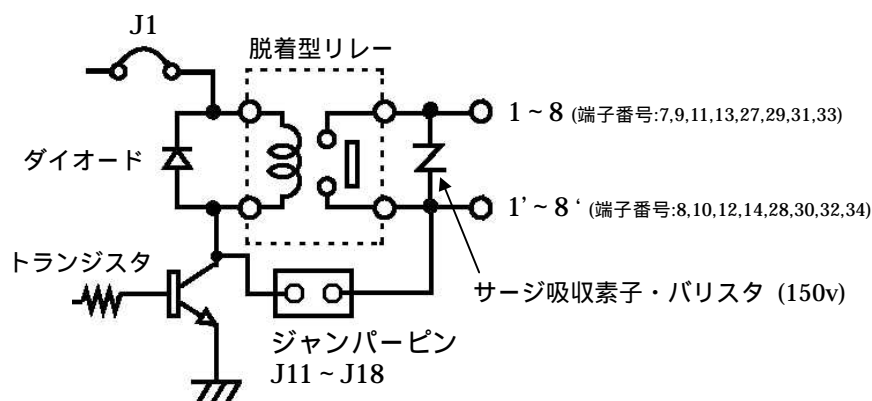 J1
脱着型リレー
1~8 (端子番号:7,9,11,13,27,29,31,33)
ダイオード
1’~8‘ (端子番号:8,10,12,14,28,30,32,34)
トランジスタ
サージ吸収素子・バリスタ (150v)
ジャンパーピン
J11~J18